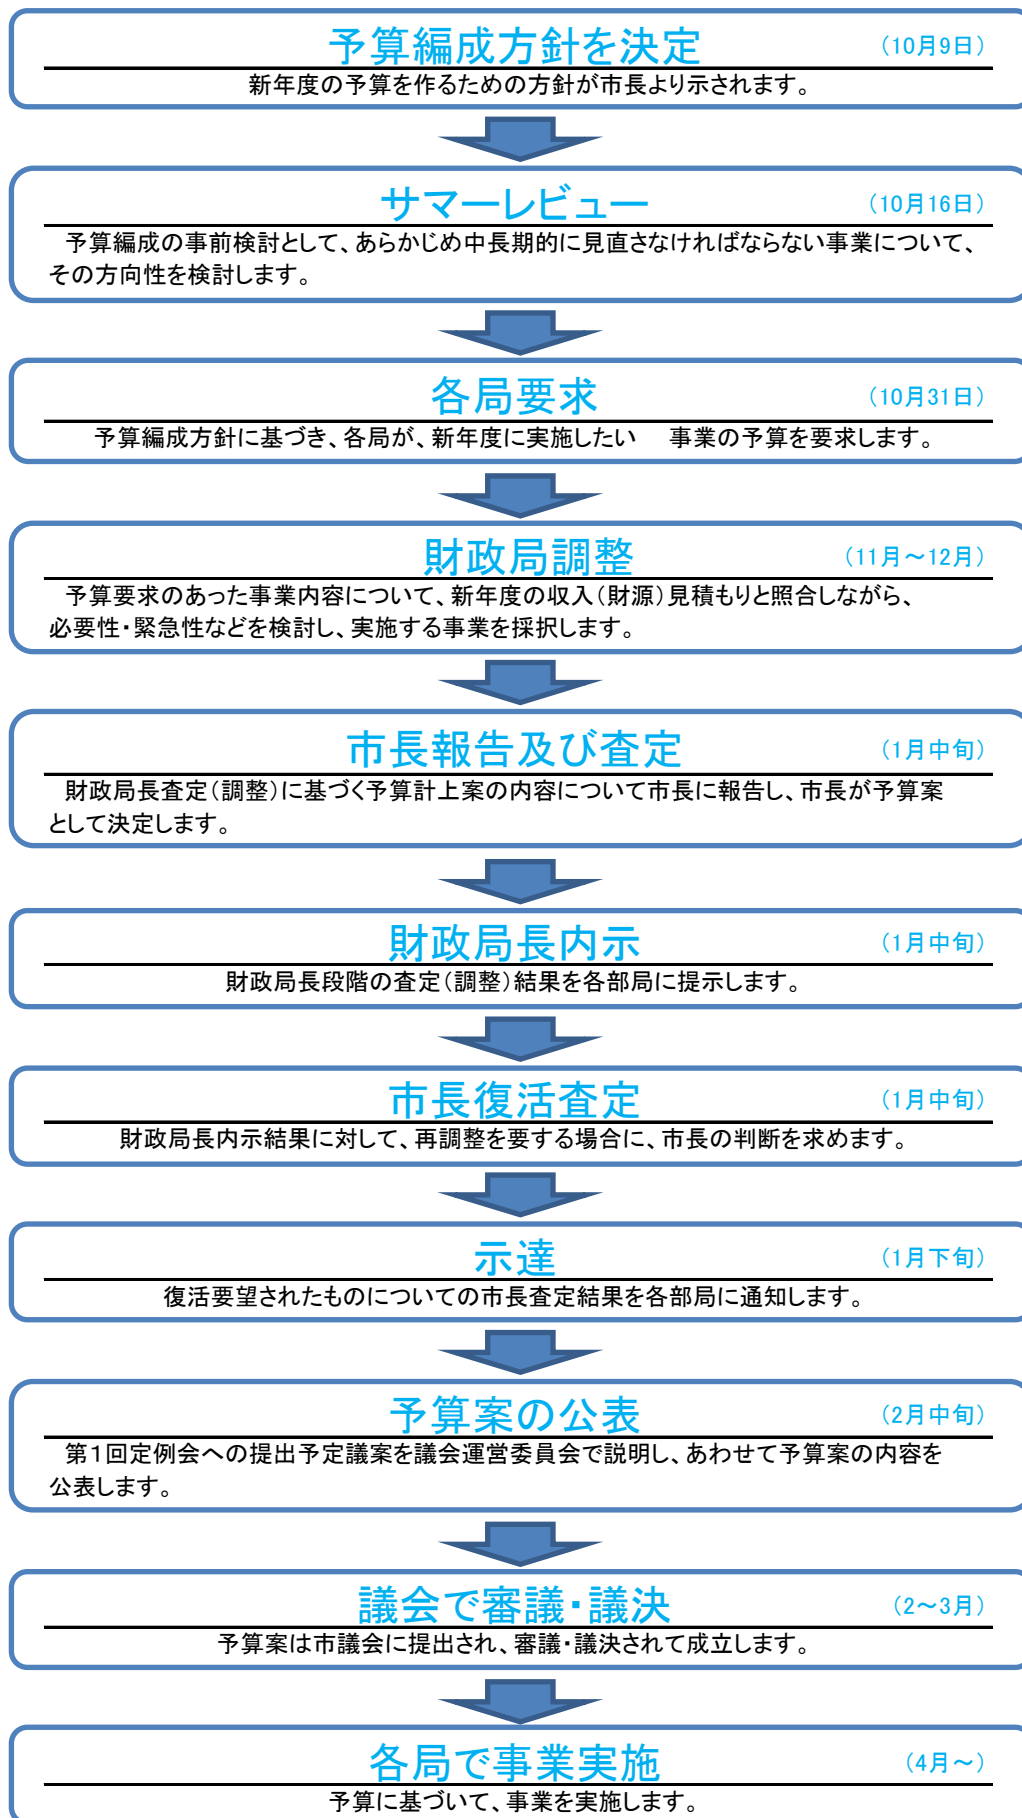 予算編成方針を決定 （10月9日）
新年度の予算を作るための方針が市長より示されます。
サマーレビュー （10月16日）
予算編成の事前検討として、あらかじめ中長期的に見直さなければならない事業について、
その方向性を検討します。
各局要求 （10月31日）
予算編成方針に基づき、各局が、新年度に実施したい　事業の予算を要求します。
財政局調整 （11月～12月）
予算要求のあった事業内容について、新年度の収入（財源）見積もりと照合しながら、
必要性・緊急性などを検討し、実施する事業を採択します。
市長報告及び査定 （1月中旬）
財政局長査定（調整）に基づく予算計上案の内容について市長に報告し、市長が予算案
として決定します。
財政局長内示 （1月中旬）
財政局長段階の査定（調整）結果を各部局に提示します。
市長復活査定 （1月中旬）
財政局長内示結果に対して、再調整を要する場合に、市長の判断を求めます。
示達 （1月下旬）
復活要望されたものについての市長査定結果を各部局に通知します。
予算案の公表 （2月中旬）
第１回定例会への提出予定議案を議会運営委員会で説明し、あわせて予算案の内容を
公表します。
議会で審議・議決 （2～3月）
予算案は市議会に提出され、審議・議決されて成立します。
各局で事業実施 （4月～）
予算に基づいて、事業を実施します。